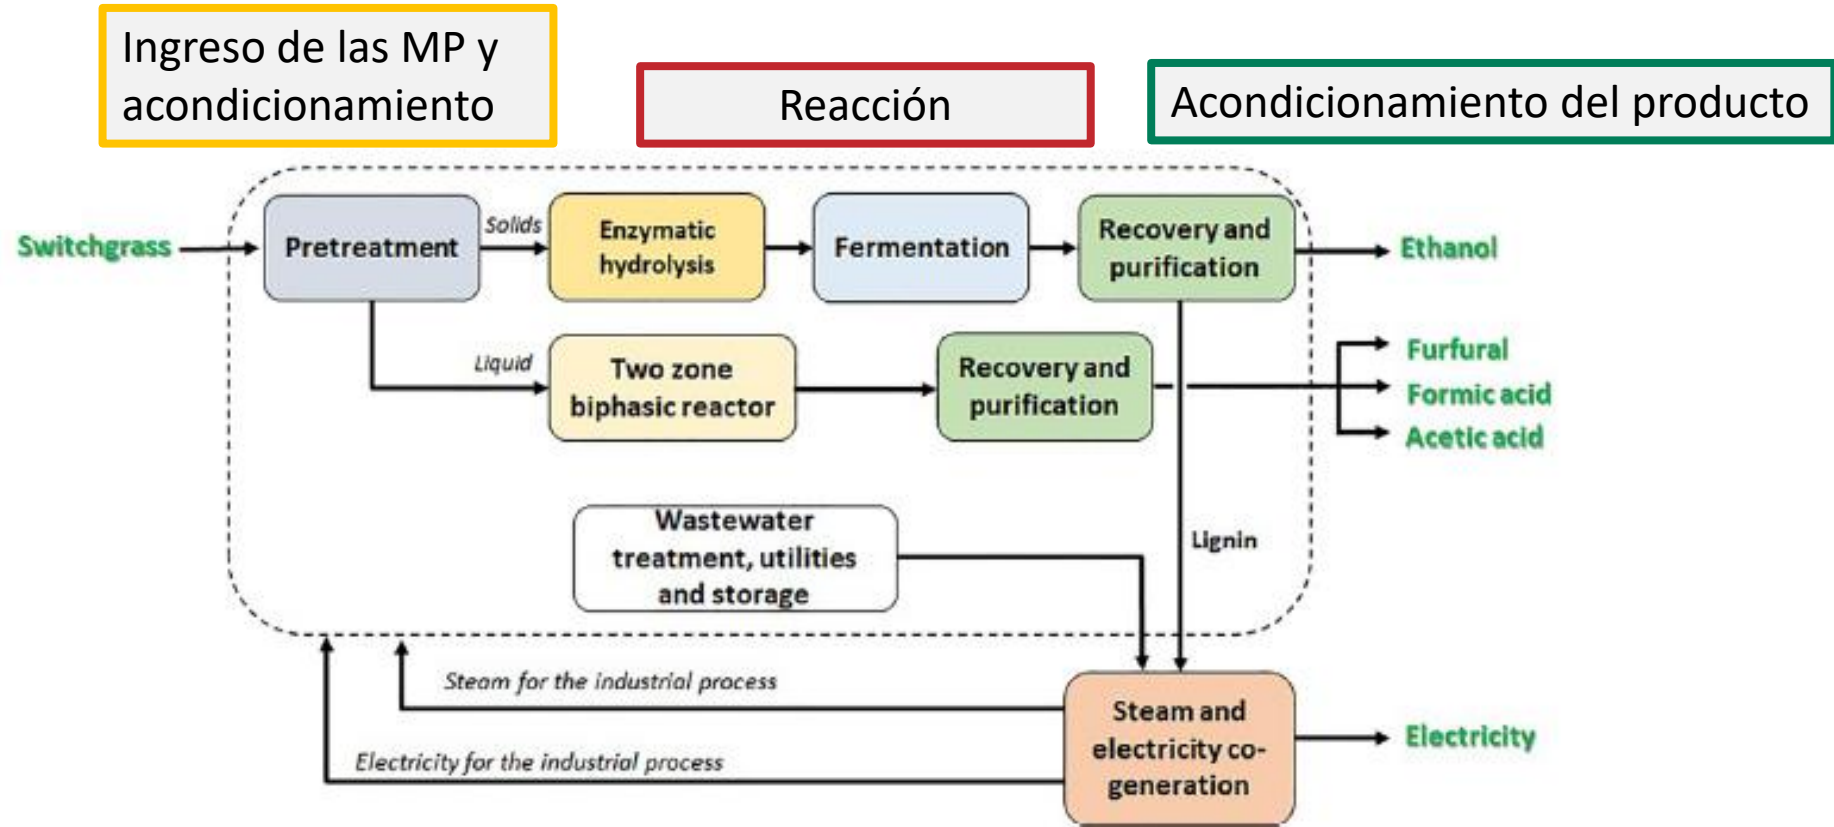 Ingreso de las MP y
acondicionamiento
Reacción
Acondicionamiento del producto
Switchgrass
Pretreatment
Solids
Enzymatic
hydrolysis
Fermentation
Recovery and
purification
Ethanol
Liquid
Two zone
biphasic reactor
Recovery and
purification
Furfural
Formic acid
Acetic acid
Wastewater
treatment, utilities
and storage
Lignin
Steam for the industrial process
Electricity for the industrial process
Steam and
electricity co-
generation
Electricity